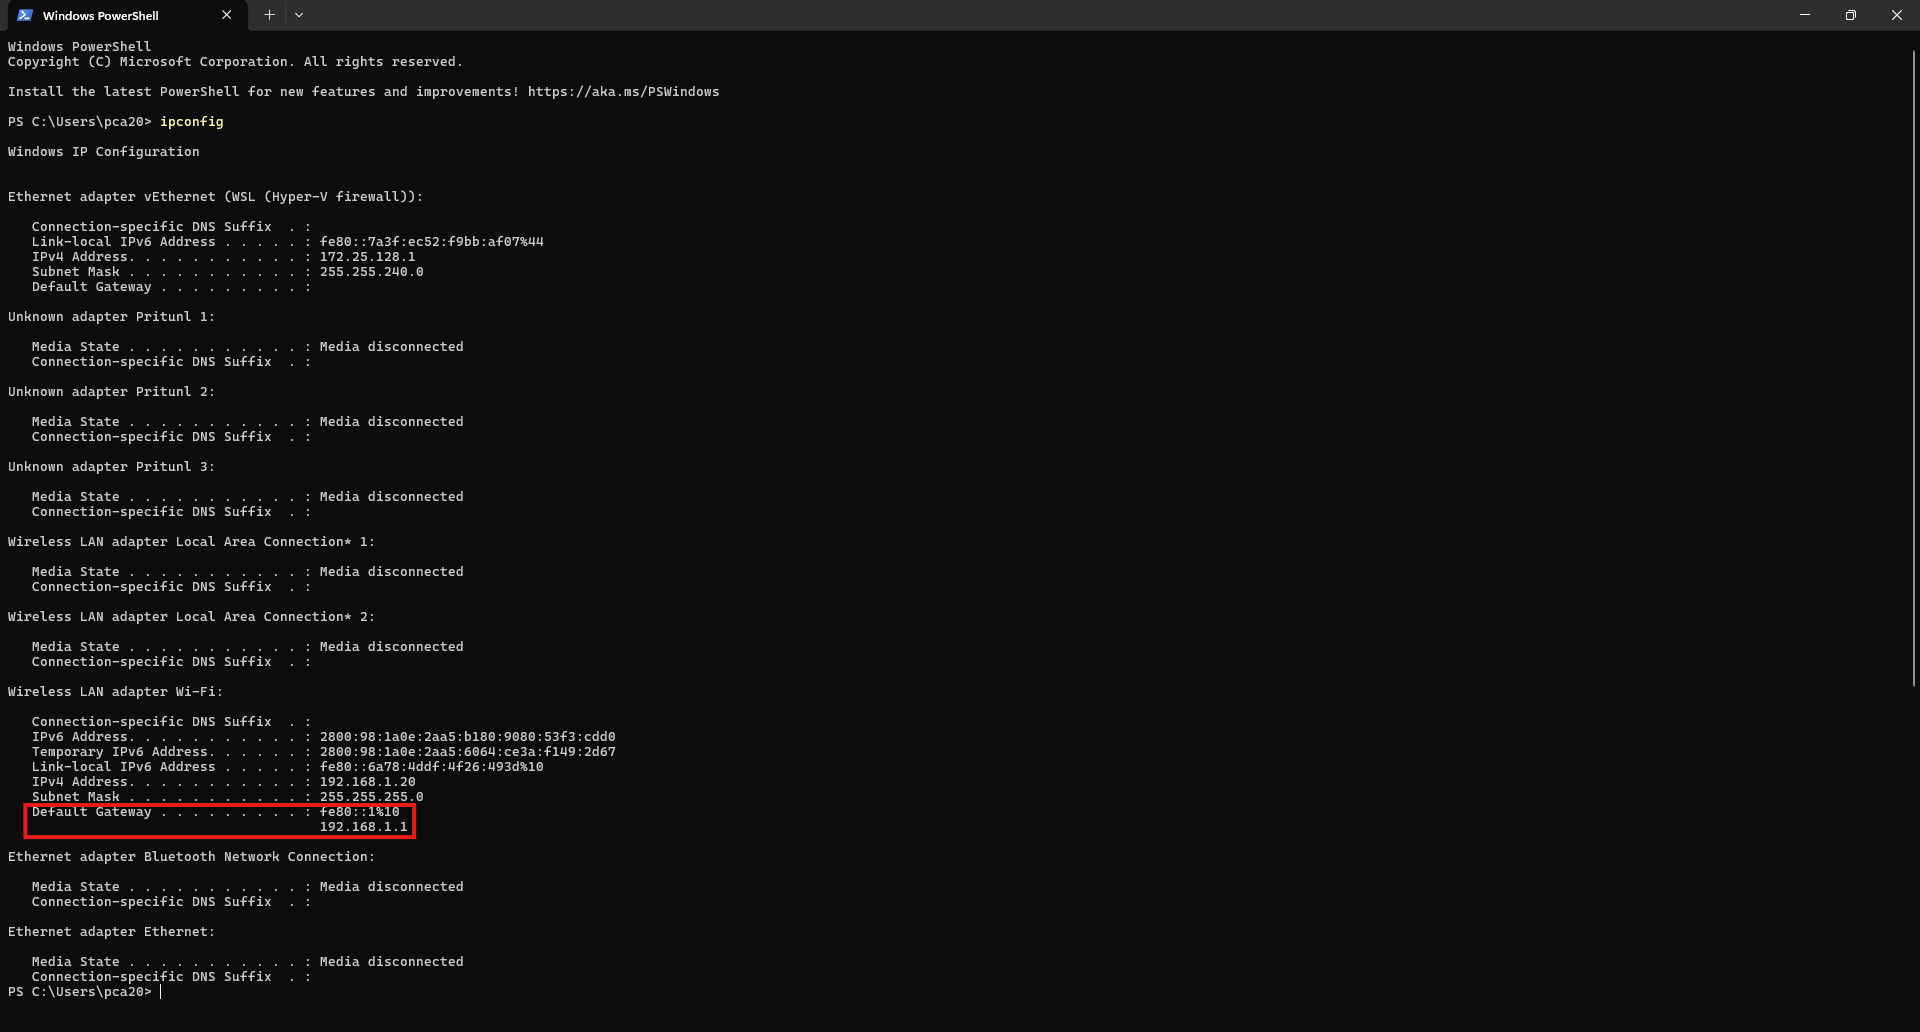 Windows PowerShell
Windows PowerShell
Copyright (C) Microsoft Corporation. All rights reserved.
Install the latest PowerShell for new features and improvements! https://aka.ms/PSWindows
PS C:\Users\pca20> ipconfig
Windows IP Configuration
Ethernet adapter vEthernet (WSL (Hyper-V firewall)):
   Connection-specific DNS Suffix  . :
   Link-local IPv6 Address . . . . . : fe80::7a3f:ec52:f9bb:af07%44
   IPv4 Address. . . . . . . . . . . : 172.25.128.1
   Subnet Mask . . . . . . . . . . . : 255.255.240.0
   Default Gateway . . . . . . . . . :
Unknown adapter Pritunl 1:
   Media State . . . . . . . . . . . : Media disconnected
   Connection-specific DNS Suffix  . :
Unknown adapter Pritunl 2:
   Media State . . . . . . . . . . . : Media disconnected
   Connection-specific DNS Suffix  . :
Unknown adapter Pritunl 3:
   Media State . . . . . . . . . . . : Media disconnected
   Connection-specific DNS Suffix  . :
Wireless LAN adapter Local Area Connection* 1:
   Media State . . . . . . . . . . . : Media disconnected
   Connection-specific DNS Suffix  . :
Wireless LAN adapter Local Area Connection* 2:
   Media State . . . . . . . . . . . : Media disconnected
   Connection-specific DNS Suffix  . :
Wireless LAN adapter Wi-Fi:
   Connection-specific DNS Suffix  . :
   IPv6 Address. . . . . . . . . . . : 2800:98:1a0e:2aa5:b180:9080:53f3:cdd0
   Temporary IPv6 Address. . . . . . : 2800:98:1a0e:2aa5:6064:ce3a:f149:2d67
   Link-local IPv6 Address . . . . . : fe80::6a78:4ddf:4f26:493d%10
   IPv4 Address. . . . . . . . . . . : 192.168.1.20
   Subnet Mask . . . . . . . . . . . : 255.255.255.0
   Default Gateway . . . . . . . . . : fe80::1%10
                                       192.168.1.1
Ethernet adapter Bluetooth Network Connection:
   Media State . . . . . . . . . . . : Media disconnected
   Connection-specific DNS Suffix  . :
Ethernet adapter Ethernet:
   Media State . . . . . . . . . . . : Media disconnected
   Connection-specific DNS Suffix  . :
PS C:\Users\pca20>